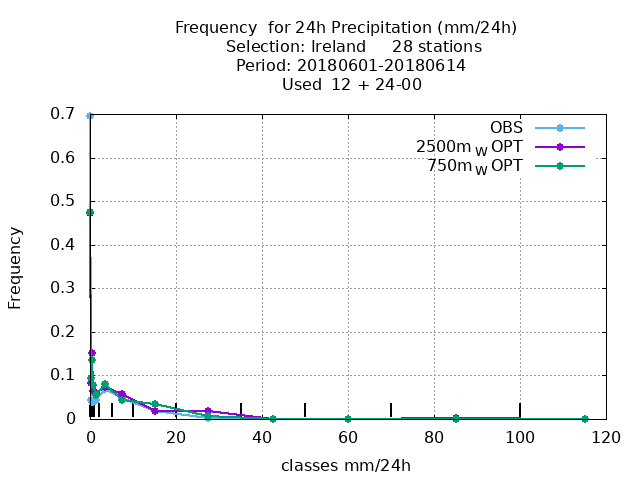 Frequency  for 24h Precipitation (mm/24h)
Selection: Ireland     28 stations
Period: 20180601-20180614
Used  12 + 24-00
0.7
OBS
2500m W OPT
0.6
750m W OPT
0.5
0.4
0.3
0.2
0.1
0
Frequency
0 20 40 60 80 100 120
classes mm/24h